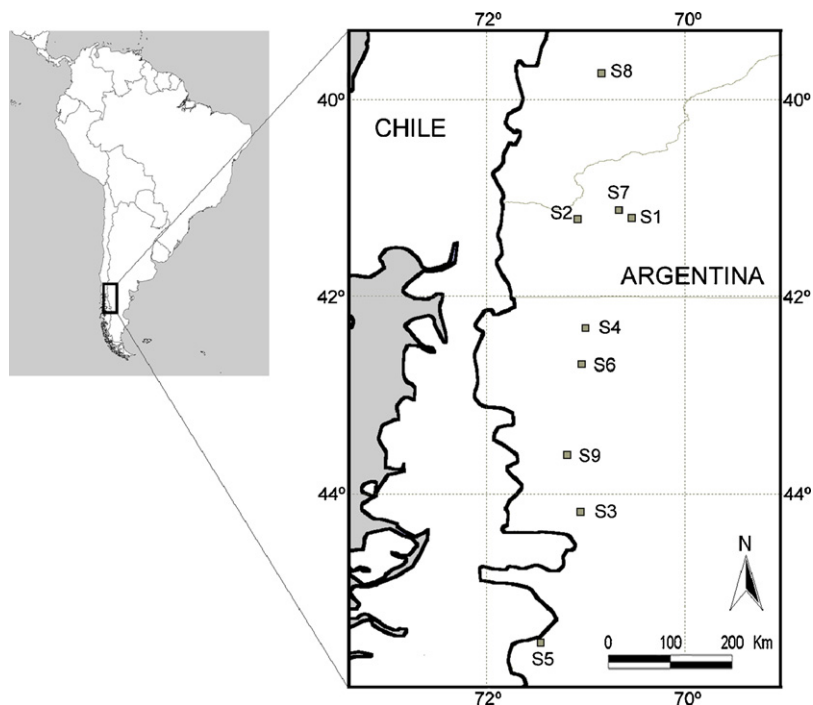 72º 70º
S8
40º 40º
CHILE
S7
S2 S1
ARGENTINA
42º 42º
S4
S6
S9
44º 44º
S3
N
0 100 200 Km
S5
72º 70º